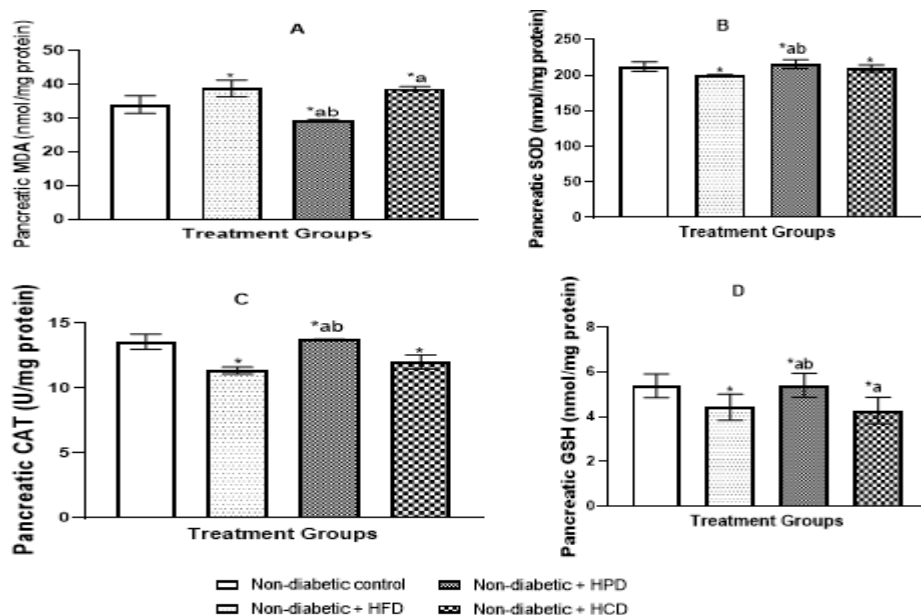 A
Pancreatic MDA (nmol/mg protein)
50
40
30
20
10
0
*
*ab
*a
Treatment Groups
B
Pancreatic SOD (nmol/mg protein)
250
200
150
100
50
0
*
*ab
*
Treatment Groups
C
Pancreatic CAT (U/mg protein)
15
10
5
0
*
*ab
*
Treatment Groups
D
Pancreatic GSH (nmol/mg protein)
8
6
4
2
0
*
*ab
*a
Treatment Groups
Non-diabetic control
Non-diabetic + HPD
Non-diabetic + HFD
Non-diabetic + HCD